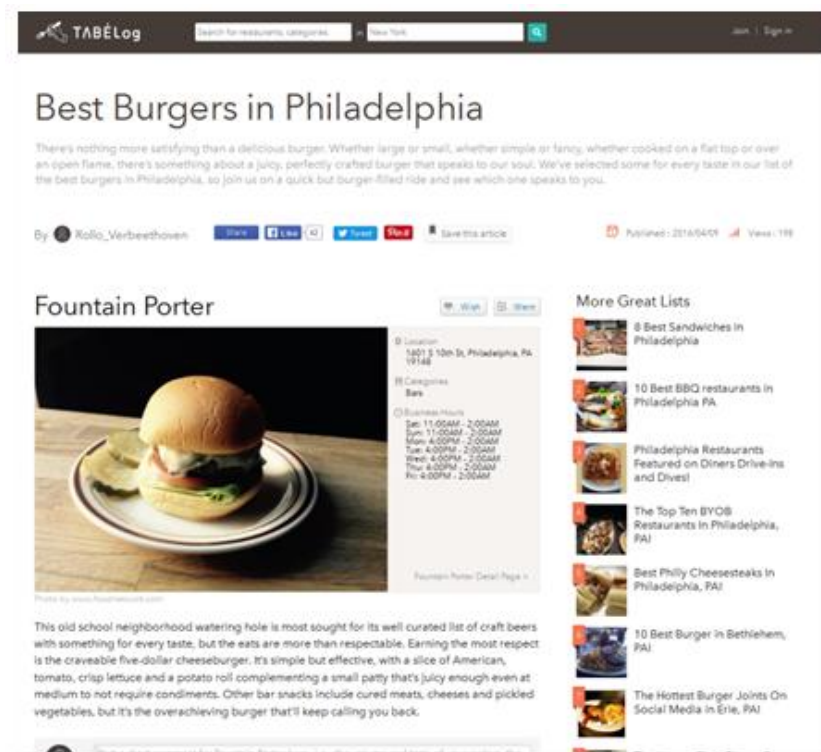 TABÉLog
Search for restaurants, categories
in
New York
Join | Sign in
Best Burgers in Philadelphia
There's nothing more satisfying than a delicious burger. Whether large or small, whether simple or fancy, whether cooked on a flat top or over
an open flame, there's something about a juicy, perfectly crafted burger that speaks to our soul. We've selected some for every taste in our list of
the best burgers in Philadelphia, so join us on a quick but burger-filled ride and see which one speaks to you.
By Rollo_Verbeethoven
Share
Like 42
Tweet
Pin it
Save this article
Published : 2016/04/09
Views : 198
Fountain Porter
Wish
Share
Location
1601 S 10th St, Philadelphia, PA
19148
Categories
Bars
Business Hours
Sat: 11:00AM - 2:00AM
Sun: 11:00AM - 2:00AM
Mon: 4:00PM - 2:00AM
Tue: 4:00PM - 2:00AM
Wed: 4:00PM - 2:00AM
Thu: 4:00PM - 2:00AM
Fri: 4:00PM - 2:00AM
Fountain Porter Detail Page »
Photo by
This old school neighborhood watering hole is most sought for its well curated list of craft beers
with something for every taste, but the eats are more than respectable. Earning the most respect
is the craveable five-dollar cheeseburger. It's simple but effective, with a slice of American,
tomato, crisp lettuce and a potato roll complementing a small patty that's juicy enough even at
medium to not require condiments. Other bar snacks include cured meats, cheeses and pickled
vegetables, but it's the overachieving burger that'll keep calling you back.
More Great Lists
8 Best Sandwiches in
Philadelphia
10 Best BBQ restaurants in
Philadelphia PA
Philadelphia Restaurants
Featured on Diners Drive-Ins
and Dives!
The Top Ten BYOB
Restaurants In Philadelphia,
PA!
Best Philly Cheesesteaks In
Philadelphia, PA!
10 Best Burger in Bethlehem,
PA!
The Hottest Burger Joints On
Social Media in Erie, PA!